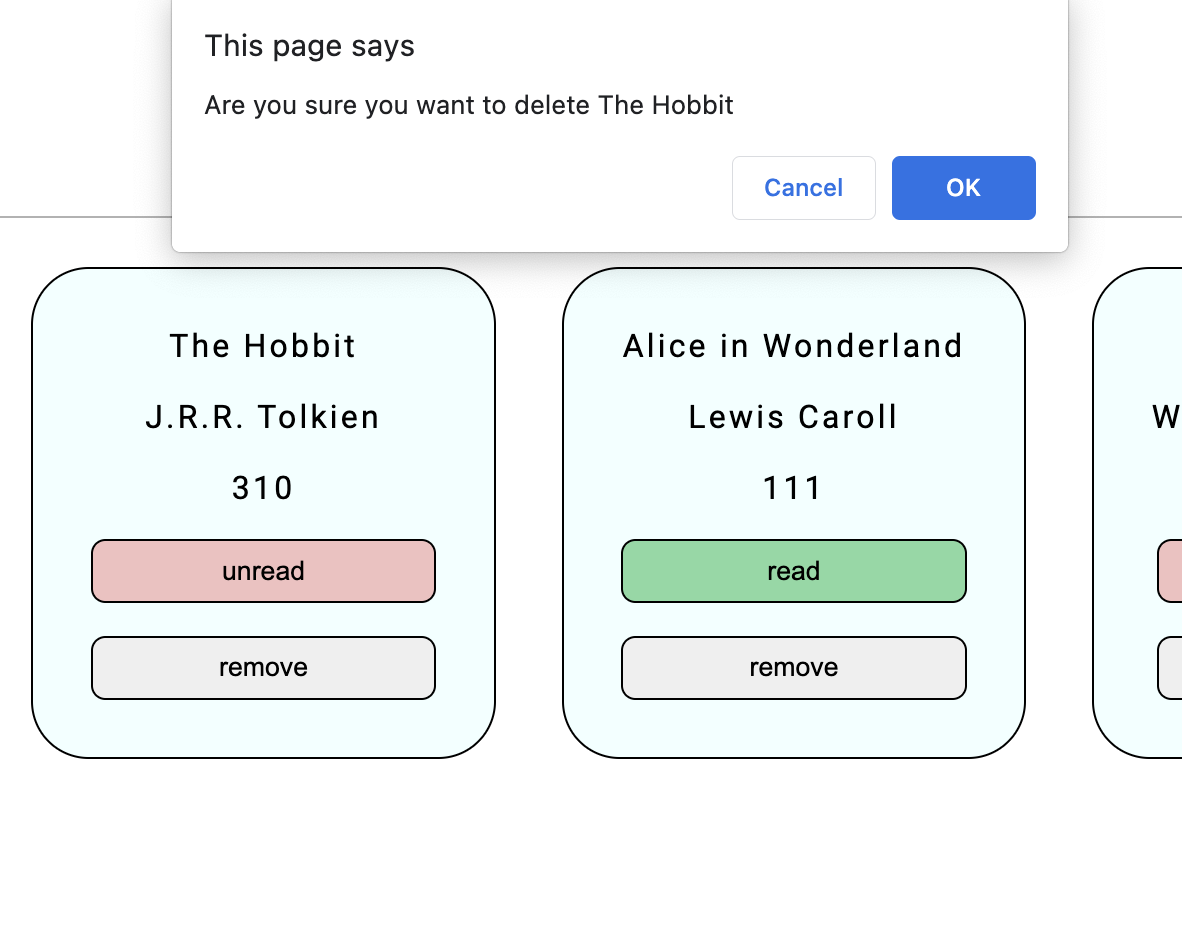 This page says
Are you sure you want to delete The Hobbit
Cancel
OK
The Hobbit
J.R.R. Tolkien
310
unread
remove
Alice in Wonderland
Lewis Caroll
111
read
remove
W